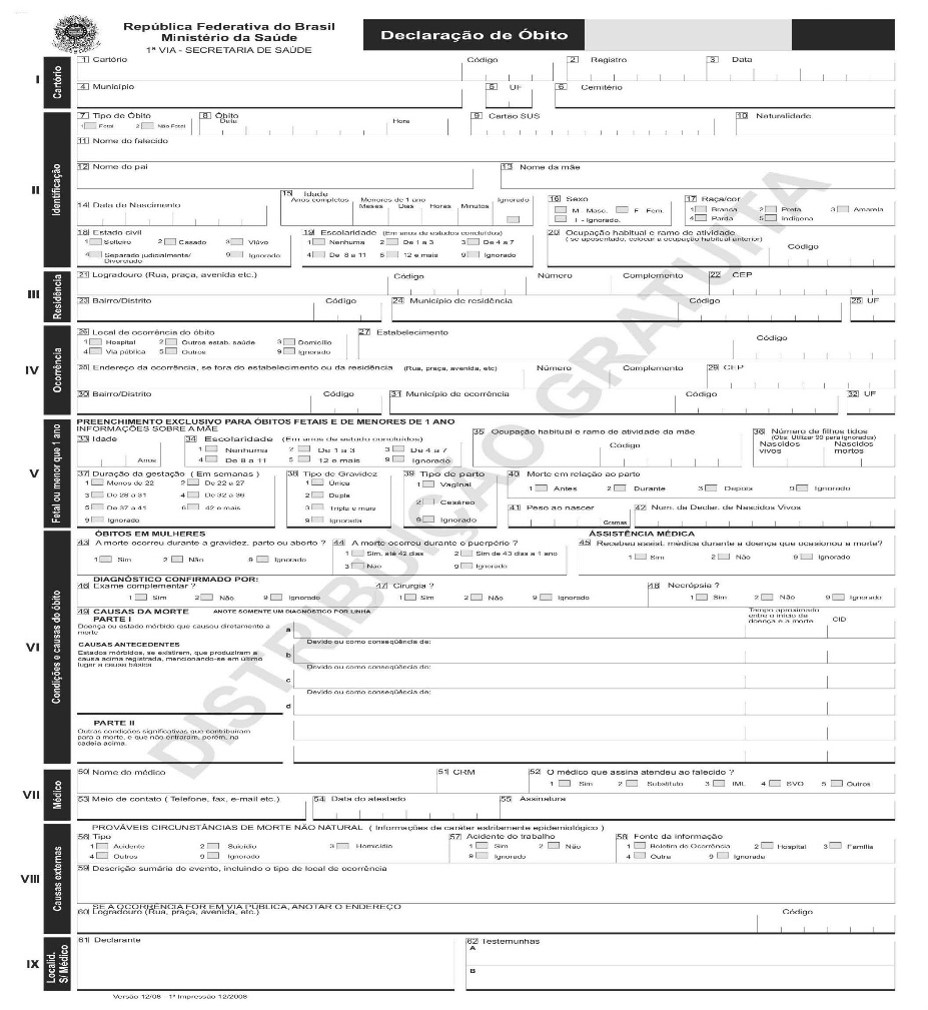 República Federativa do Brasil
Ministério da Saúde
1ª VIA - SECRETARIA DE SAÚDE
Declaração de Óbito
I
Cartório
1 Cartório Código 2 Registro 3 Data
4 Município 5 UF 6 Cemitério
II
Identificação
7 Tipo de Óbito 8 Óbito 9 Cartão SUS 10 Naturalidade
1 Fetal 2 Não Fetal Data Hora
11 Nome do falecido
12 Nome do pai 13 Nome da mãe
14 Data de Nascimento 15 Idade 16 Sexo 17 Raça/cor
Anos completos Menores de 1 ano Ignorado
Meses Dias Horas Minutos
M - Masc. F - Fem. 1 Branca 2 Preta 3 Amarela
I - Ignorado. 4 Parda 5 Indígena
18 Estado civil 19 Escolaridade (Em anos de estudos concluídos) 20 Ocupação habitual e ramo de atividade
( se aposentado, colocar a ocupação habitual anterior)
1 Solteiro 2 Casado 3 Viúvo 1 Nenhuma 2 De 1 a 3 3 De 4 a 7 Código
4 Separado judicialmente/ 9 Ignorado 4 De 8 a 11 5 12 e mais 9 Ignorado
Divorciado
III
Residência
21 Logradouro (Rua, praça, avenida etc.) Código Número Complemento 22 CEP
23 Bairro/Distrito Código 24 Município de residência Código 25 UF
IV
Ocorrência
26 Local de ocorrência do óbito 27 Estabelecimento
1 Hospital 2 Outros estab. saúde 3 Domicílio Código
4 Via pública 5 Outros 9 Ignorado
28 Endereço da ocorrência, se fora do estabelecimento ou da residência (Rua, praça, avenida, etc) Número Complemento 29 CEP
30 Bairro/Distrito Código 31 Município de ocorrência Código 32 UF
V
Fetal ou menor que 1 ano
PREENCHIMENTO EXCLUSIVO PARA ÓBITOS FETAIS E DE MENORES DE 1 ANO
INFORMAÇÕES SOBRE A MÃE
33 Idade 34 Escolaridade (Em anos de estudo concluídos) 35 Ocupação habitual e ramo de atividade da mãe 36 Número de filhos tidos
(Obs: Utilizar 99 para ignorados)
Anos 1 Nenhuma 2 De 1 a 3 3 De 4 a 7 Código Nascidos vivos Nascidos mortos
4 De 8 a 11 5 12 e mais 9 Ignorado
37 Duração da gestação ( Em semanas ) 38 Tipo de Gravidez 39 Tipo de parto 40 Morte em relação ao parto
1 Menos de 22 2 De 22 a 27 1 Única 1 Vaginal 1 Antes 2 Durante 3 Depois 9 Ignorado
3 De 28 a 31 4 De 32 a 36 2 Dupla 2 Cesáreo
5 De 37 a 41 6 42 e mais 3 Tripla e mais 41 Peso ao nascer 42 Num. da Declar. de Nascidos Vivos
9 Ignorado 9 Ignorada 9 Ignorado Gramas
VI
Condições e causas do óbito
ÓBITOS EM MULHERES ASSISTÊNCIA MÉDICA
43 A morte ocorreu durante a gravidez, parto ou aborto ? 44 A morte ocorreu durante o puerpério ? 45 Recebeu assist. médica durante a doença que ocasionou a morte?
1 Sim 2 Não 9 Ignorado 1 Sim, até 42 dias 2 Sim de 43 dias a 1 ano 1 Sim 2 Não 9 Ignorado
3 Não 9 Ignorado
DIAGNÓSTICO CONFIRMADO POR:
46 Exame complementar ? 47 Cirurgia ? 48 Necrópsia ?
1 Sim 2 Não 9 Ignorado 1 Sim 2 Não 9 Ignorado 1 Sim 2 Não 9 Ignorado
49 CAUSAS DA MORTE ANOTE SOMENTE UM DIAGNÓSTICO POR LINHA
PARTE I Tempo aproximado
entre o início da
doença e a morte CID
Doença ou estado mórbido que causou diretamente a
morte a
CAUSAS ANTECEDENTES Devido ou como conseqüência de:
Estados mórbidos, se existirem, que produziram a
causa acima registrada, mencionando-se em último
lugar a causa básica
b
Devido ou como conseqüência de:
c
Devido ou como conseqüência de:
d
PARTE II
Outras condições significativas que contribuíram
para a morte, e que não entraram, porém, na
cadeia acima.
VII
Médico
50 Nome do médico 51 CRM 52 O médico que assina atendeu ao falecido ?
1 Sim 2 Substituto 3 IML 4 SVO 5 Outros
53 Meio de contato ( Telefone, fax, e-mail etc.) 54 Data do atestado 55 Assinatura
VIII
Causas externas
PROVÁVEIS CIRCUNSTÂNCIAS DE MORTE NÃO NATURAL ( Informações de caráter estritamente epidemiológico )
56 Tipo 57 Acidente do trabalho 58 Fonte da informação
1 Acidente 2 Suicídio 3 Homicídio 1 Sim 2 Não 1 Boletim de Ocorrência 2 Hospital 3 Família
4 Outros 9 Ignorado 9 Ignorado 4 Outra 9 Ignorada
59 Descrição sumária do evento, incluindo o tipo de local de ocorrência
SE A OCORRÊNCIA FOR EM VIA PÚBLICA, ANOTAR O ENDEREÇO
60 Logradouro (Rua, praça, avenida, etc.) Código
IX
Localid. S/ Médico
61 Declarante 62 Testemunhas
A
B
Versão 12/08 - 1ª Impressão 12/2008
DISTRIBUIÇÃO GRATUITA